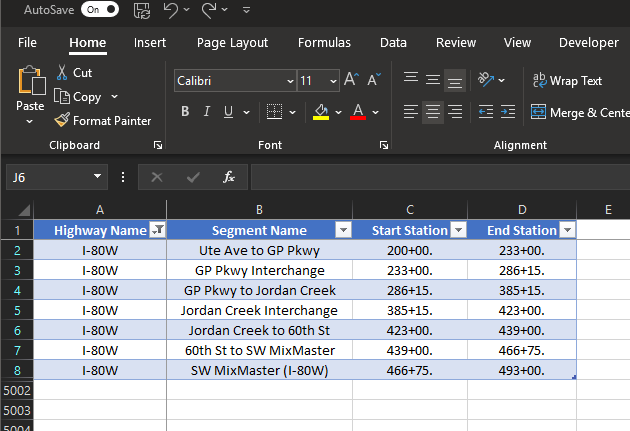 AutoSave On
File Home Insert Page Layout Formulas Data Review View Developer
Cut
Copy
Format Painter
Paste
Calibri 11
B I U
A
Wrap Text
Merge & Cente
Clipboard Font Alignment
J6 fx
A B C D E
1 Highway Name Segment Name Start Station End Station
2 I-80W Ute Ave to GP Pkwy 200+00. 233+00.
3 I-80W GP Pkwy Interchange 233+00. 286+15.
4 I-80W GP Pkwy to Jordan Creek 286+15. 385+15.
5 I-80W Jordan Creek Interchange 385+15. 423+00.
6 I-80W Jordan Creek to 60th St 423+00. 439+00.
7 I-80W 60th St to SW MixMaster 439+00. 466+75.
8 I-80W SW MixMaster (I-80W) 466+75. 493+00.
5002
5003
5004